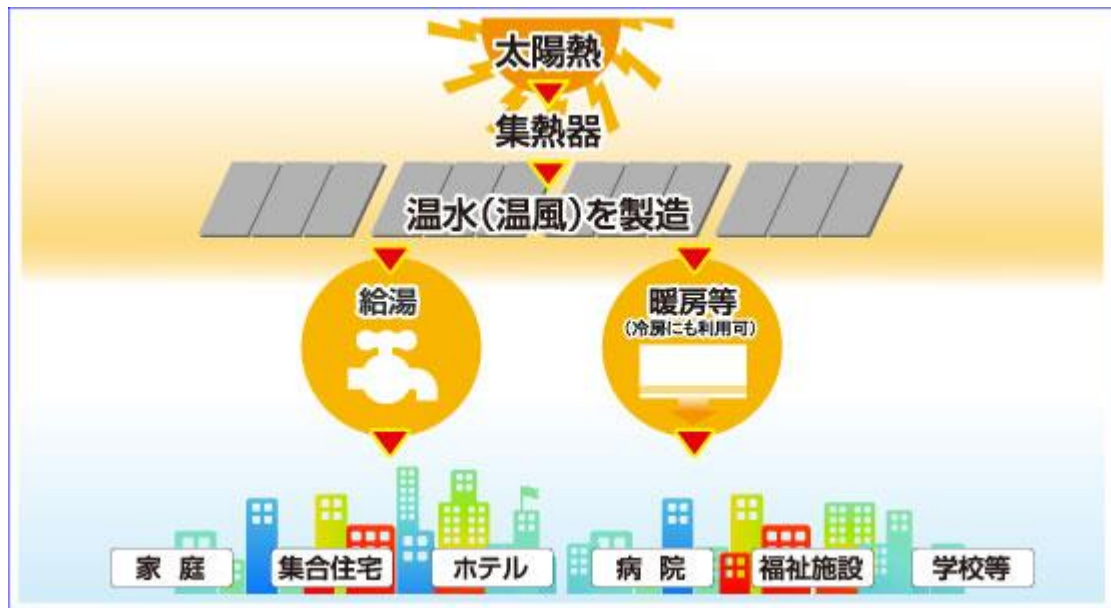 太陽熱
集熱器
温水(温風)を製造
給湯
暖房等
(冷房にも利用可)
家 庭
集合住宅
ホテル
病 院
福祉施設
学校等